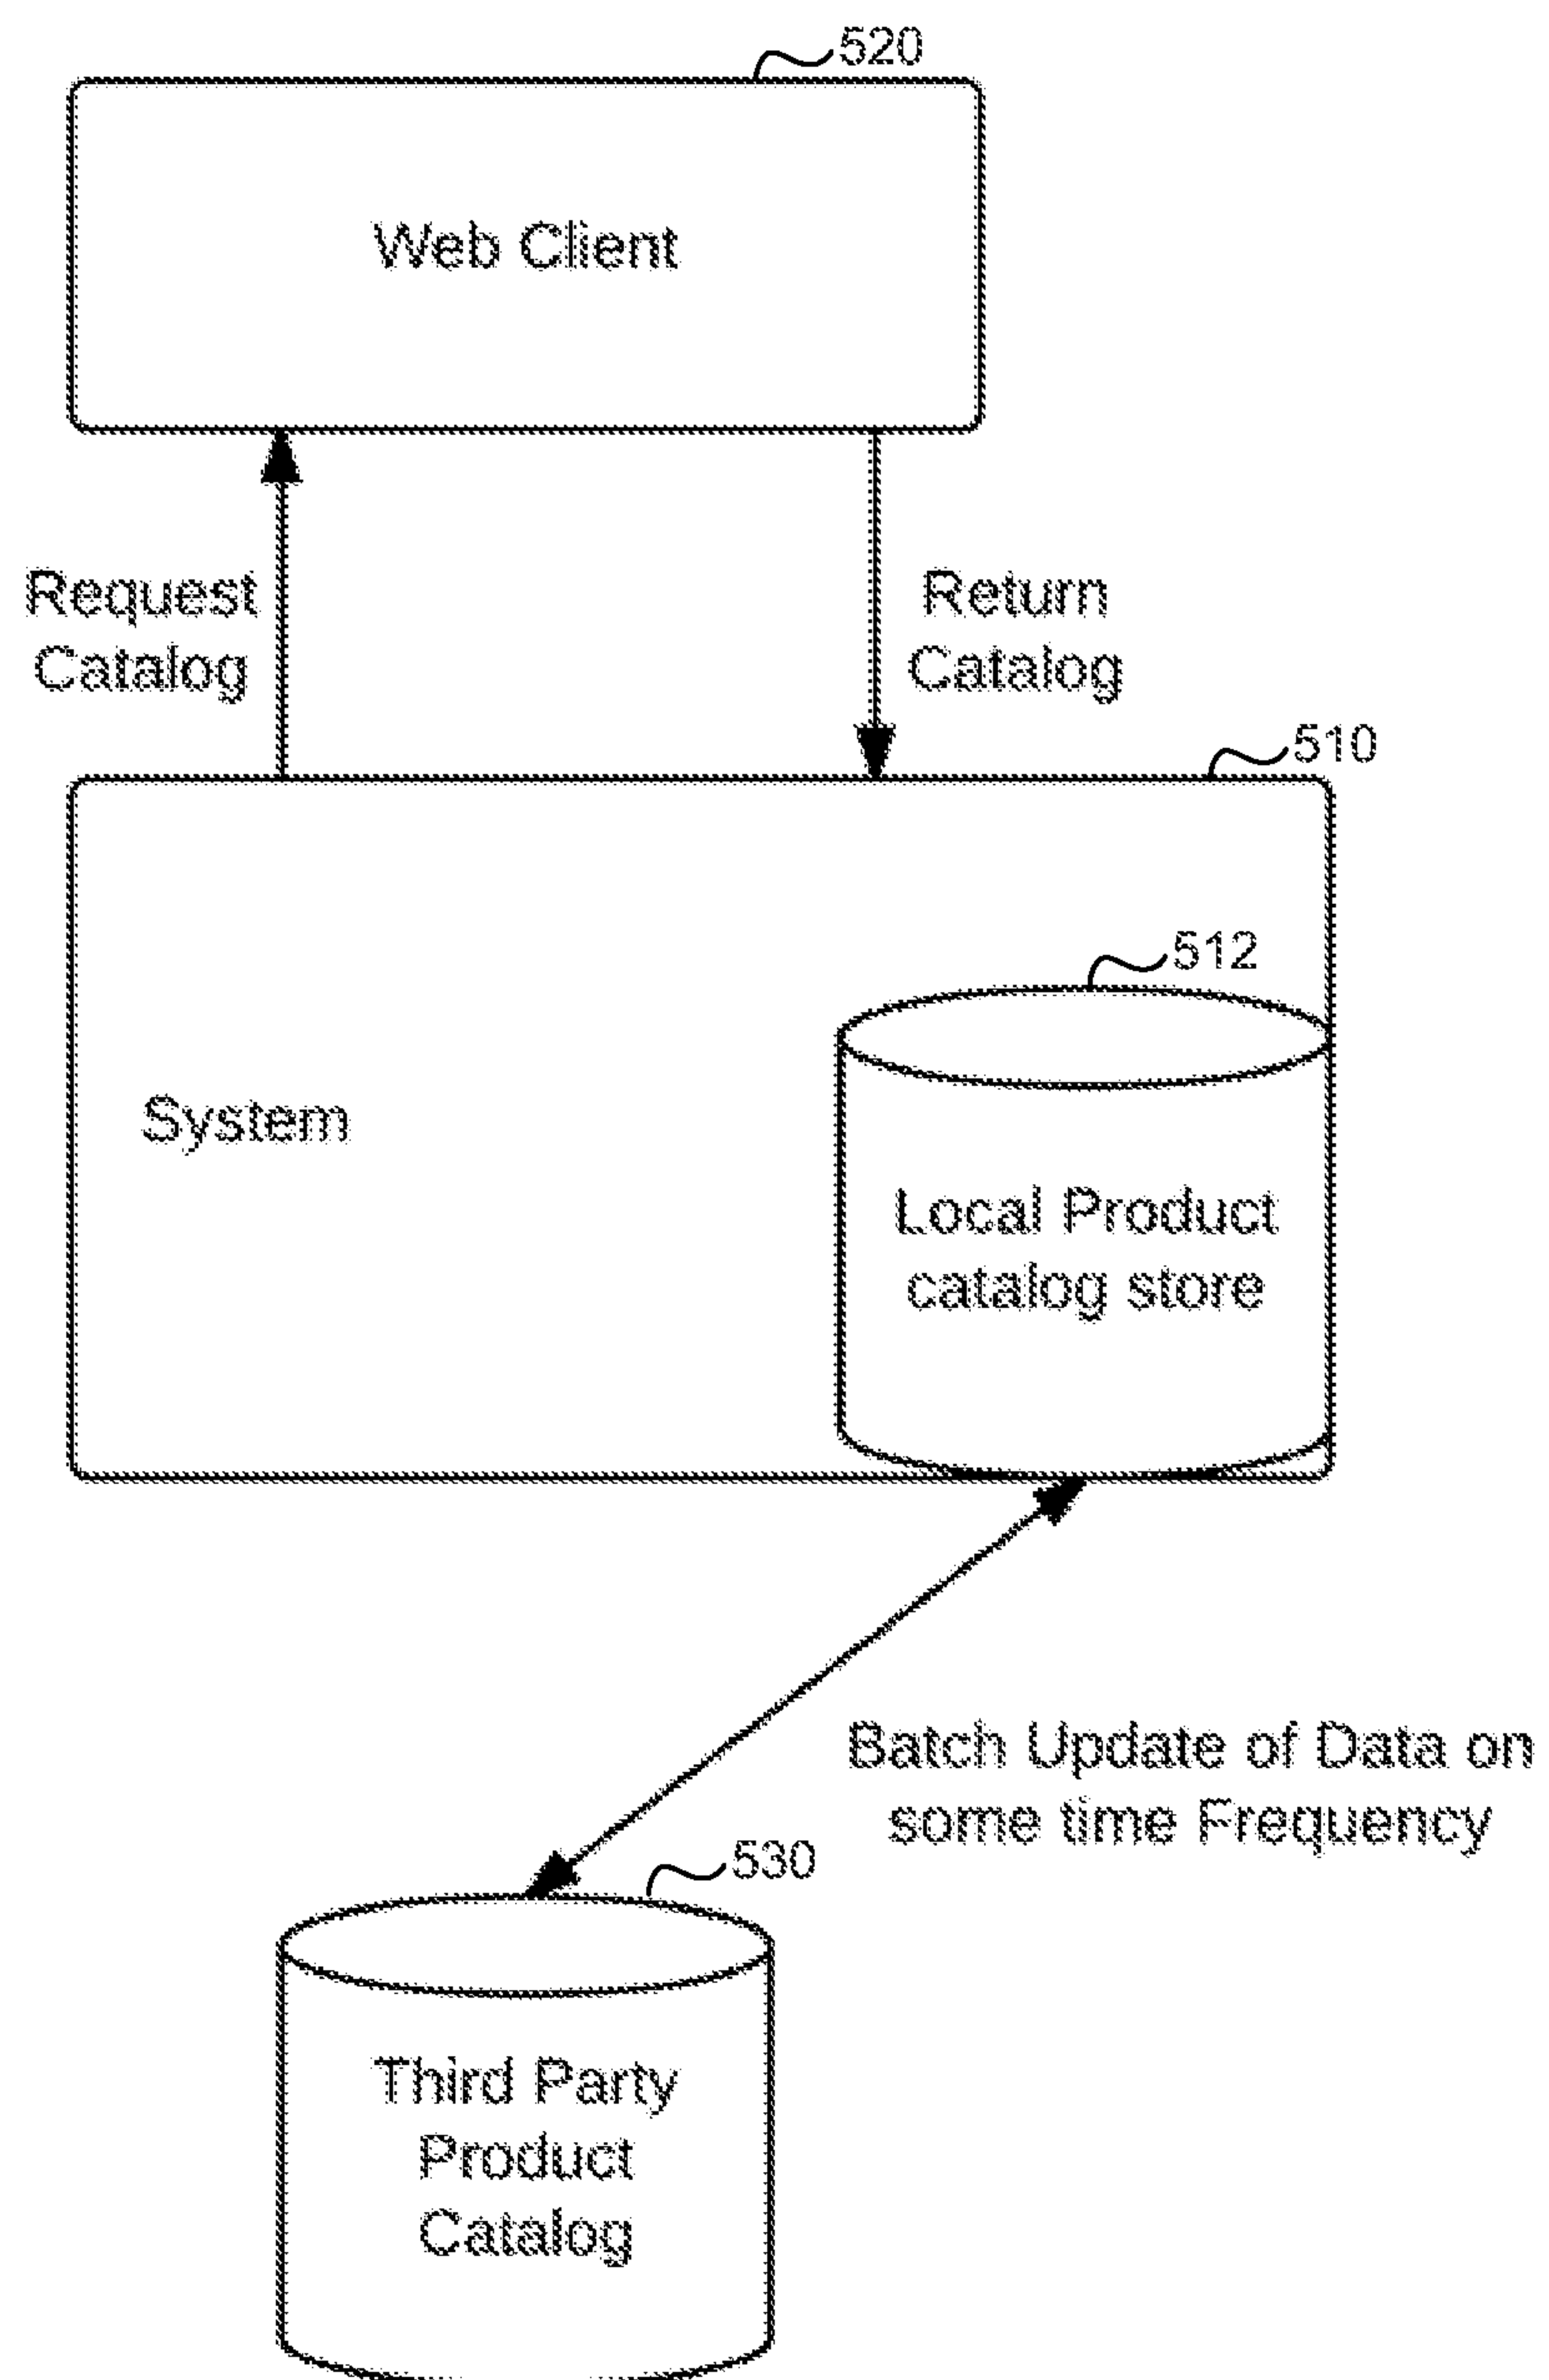 520
Web Client
Request
Catalog
Return
Catalog
510
512
System
Local Product
catalog store
Batch Update of Data on
some time Frequency
530
Third Party
Product
Catalog